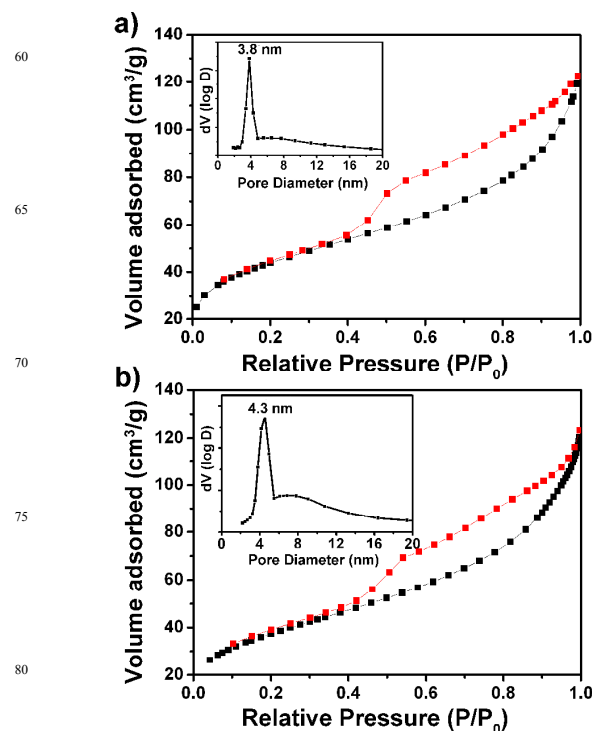 60
65
70
75
80
a)
140
120
100
80
60
40
20
Volume adsorbed (cm³/g)
0.0 0.2 0.4 0.6 0.8 1.0
Relative Pressure (P/P₀)
3.8 nm
dV (log D)
0 4 8 12 16 20
Pore Diameter (nm)
b)
140
120
100
80
60
40
20
Volume adsorbed (cm³/g)
0.0 0.2 0.4 0.6 0.8 1.0
Relative Pressure (P/P₀)
4.3 nm
dV (log D)
0 4 8 12 16 20
Pore Diameter (nm)